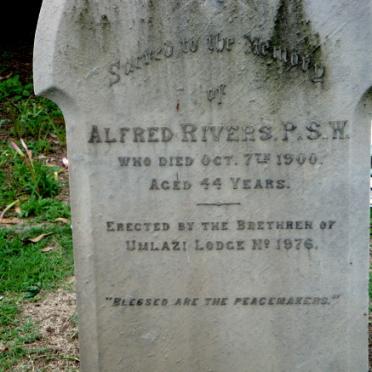 Sacred to the Memory
of
ALFRED RIVERS. P.S.W.
WHO DIED OCT. 7TH 1900.
AGED 44 YEARS.
ERECTED BY THE BRETHREN OF
UMLAZI LODGE NO 1976.
"BLESSED ARE THE PEACEMAKERS."